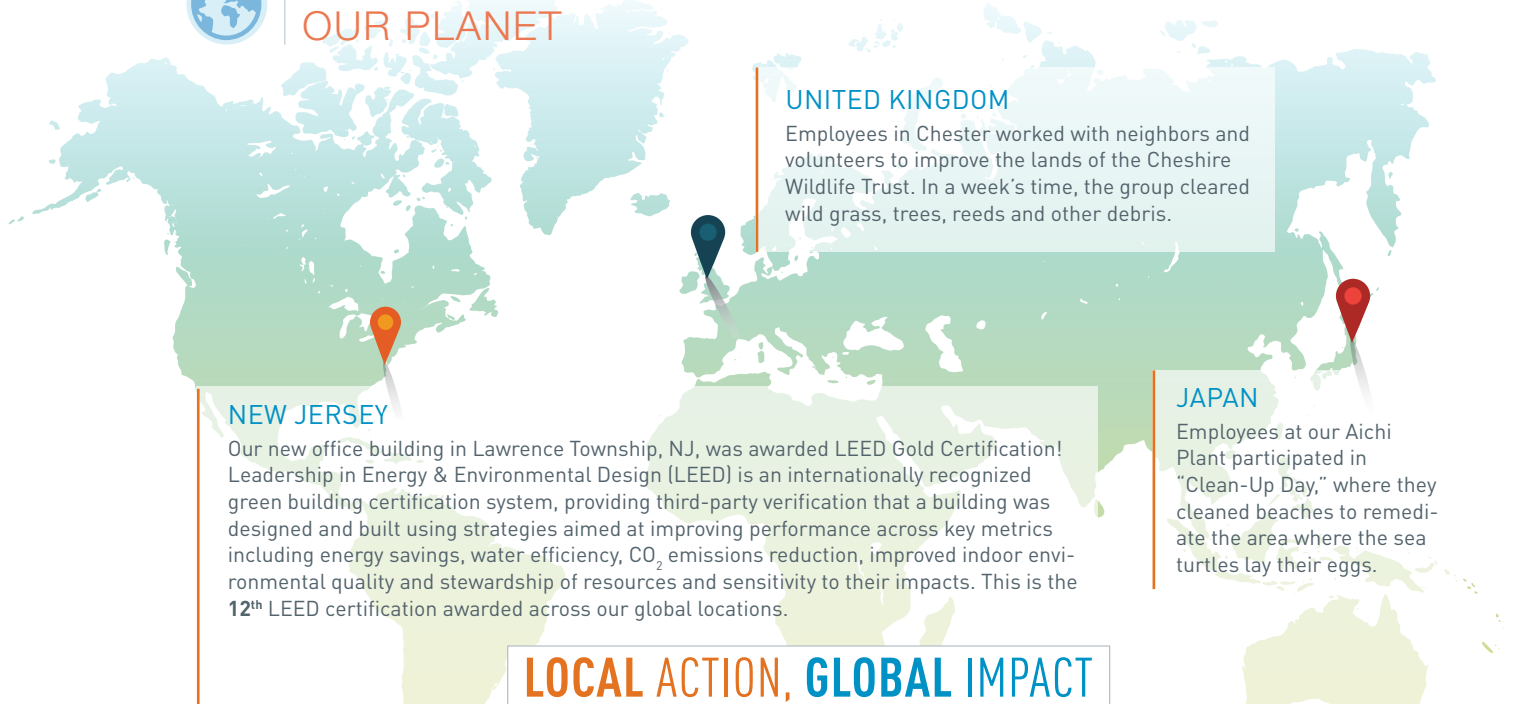 OUR PLANET
UNITED KINGDOM
Employees in Chester worked with neighbors and
volunteers to improve the lands of the Cheshire
Wildlife Trust. In a week’s time, the group cleared
wild grass, trees, reeds and other debris.
NEW JERSEY
Our new office building in Lawrence Township, NJ, was awarded LEED Gold Certification!
Leadership in Energy & Environmental Design (LEED) is an internationally recognized
green building certification system, providing third-party verification that a building was
designed and built using strategies aimed at improving performance across key metrics
including energy savings, water efficiency, CO₂ emissions reduction, improved indoor envi-
ronmental quality and stewardship of resources and sensitivity to their impacts. This is the
12th LEED certification awarded across our global locations.
JAPAN
Employees at our Aichi
Plant participated in
“Clean-Up Day,” where they
cleaned beaches to remedi-
ate the area where the sea
turtles lay their eggs.
LOCAL ACTION, GLOBAL IMPACT